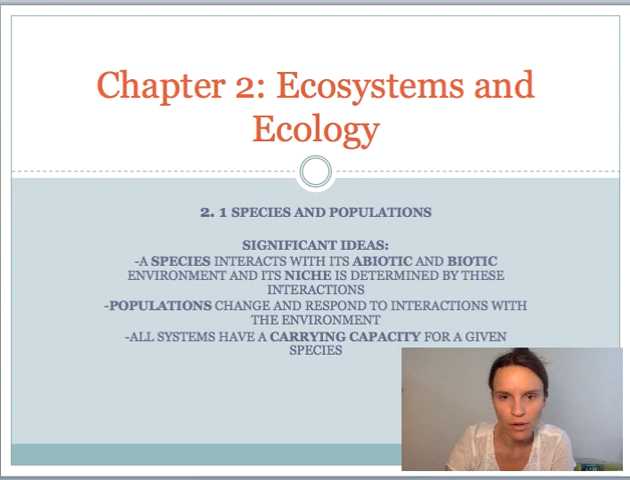 Chapter 2: Ecosystems and
Ecology
2. 1 SPECIES AND POPULATIONS
SIGNIFICANT IDEAS:
-A SPECIES INTERACTS WITH ITS ABIOTIC AND BIOTIC
ENVIRONMENT AND ITS NICHE IS DETERMINED BY THESE
INTERACTIONS
-POPULATIONS CHANGE AND RESPOND TO INTERACTIONS WITH
THE ENVIRONMENT
-ALL SYSTEMS HAVE A CARRYING CAPACITY FOR A GIVEN
SPECIES